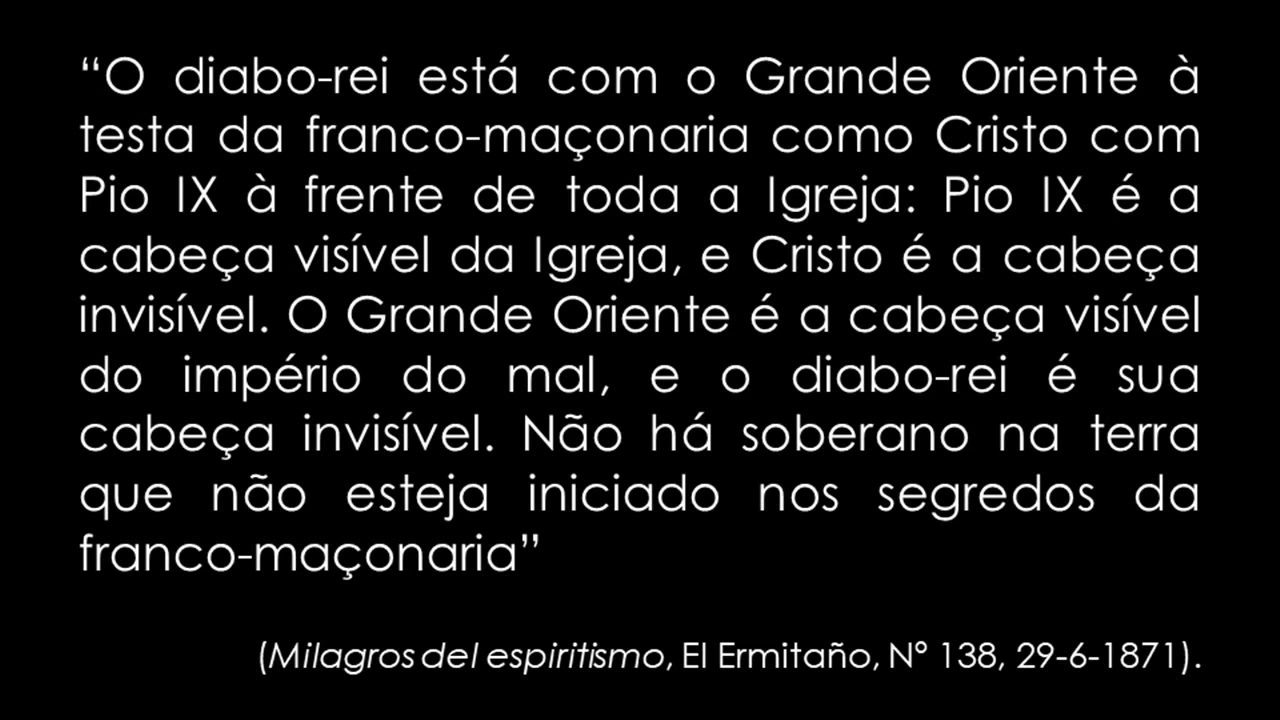 “O diabo-rei está com o Grande Oriente à
testa da franco-maçonaria como Cristo com
Pio IX à frente de toda a Igreja: Pio IX é a
cabeça visível da Igreja, e Cristo é a cabeça
invisível. O Grande Oriente é a cabeça visível
do império do mal, e o diabo-rei é sua
cabeça invisível. Não há soberano na terra
que não esteja iniciado nos segredos da
franco-maçonaria”
(Milagros del espiritismo, El Ermitaño, Nº 138, 29-6-1871).